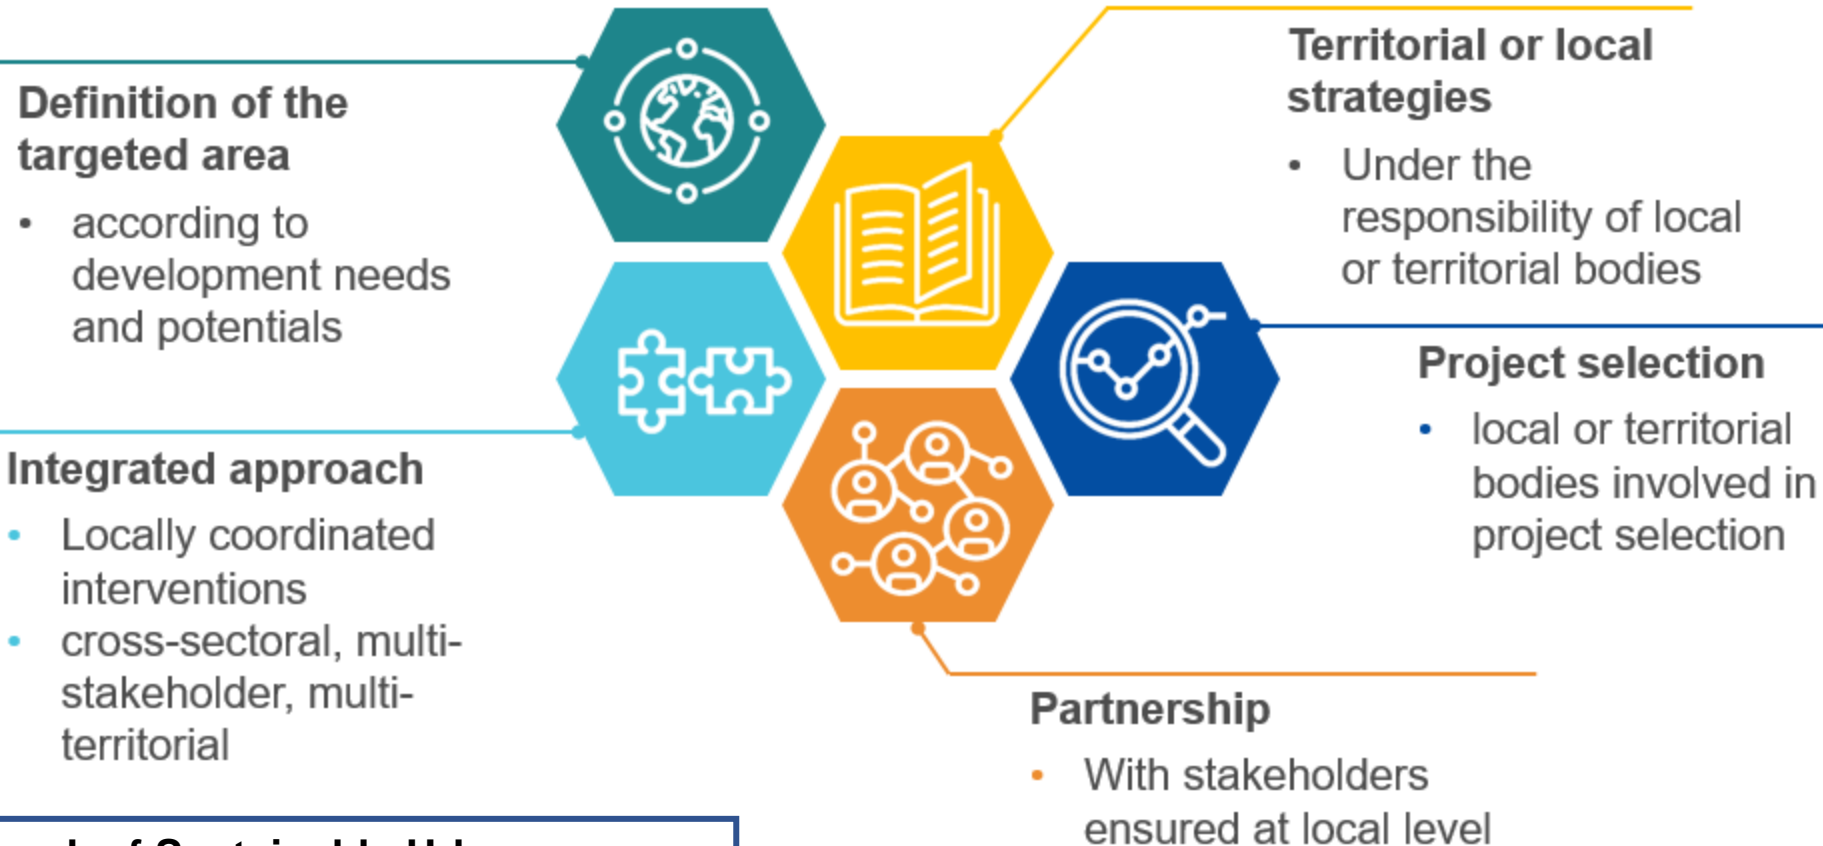 Definition of the
targeted area
• according to
development needs
and potentials
Integrated approach
• Locally coordinated
interventions
• cross-sectoral, multi-
stakeholder, multi-
territorial
Territorial or local
strategies
• Under the
responsibility of local
or territorial bodies
Project selection
• local or territorial
bodies involved in
project selection
Partnership
• With stakeholders
ensured at local level
of